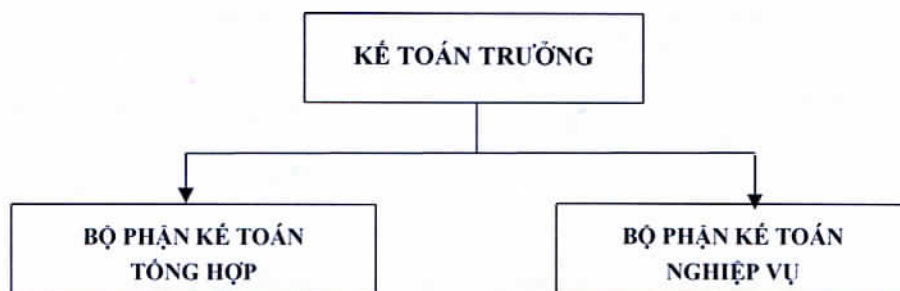 KẾ TOÁN TRƯỞNG
BỘ PHẬN KẾ TOÁN
TỔNG HỢP
BỘ PHẬN KẾ TOÁN
NGHIỆP VỤ